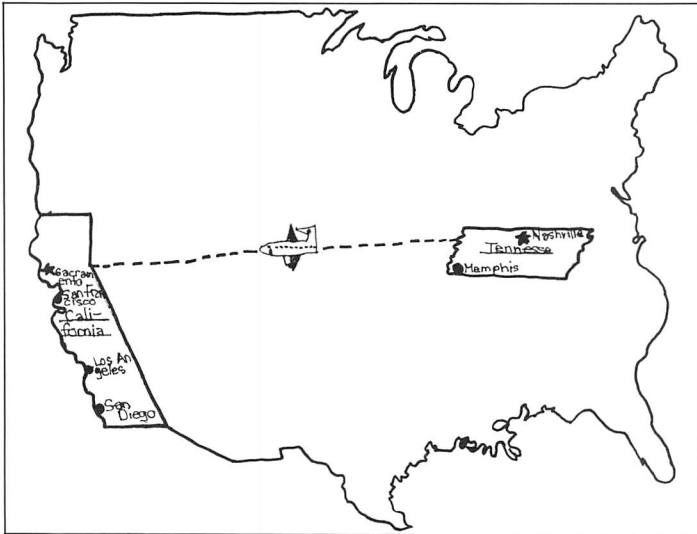 Nashville
Tennesse
Memphis
Sacram
ento
San Fran
cisco
Cali-
fornia
Los An
geles
San
Diego